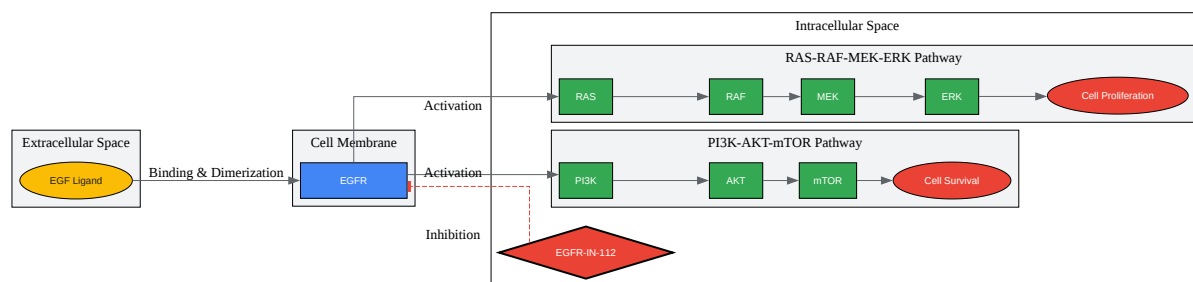 Intracellular Space
RAS-RAF-MEK-ERK Pathway
RAS
RAF
MEK
ERK
Cell Proliferation
Activation
Extracellular Space
EGF Ligand
Binding & Dimerization
Cell Membrane
EGFR
Activation
PI3K-AKT-mTOR Pathway
PI3K
AKT
mTOR
Cell Survival
Inhibition
EGFR-IN-112